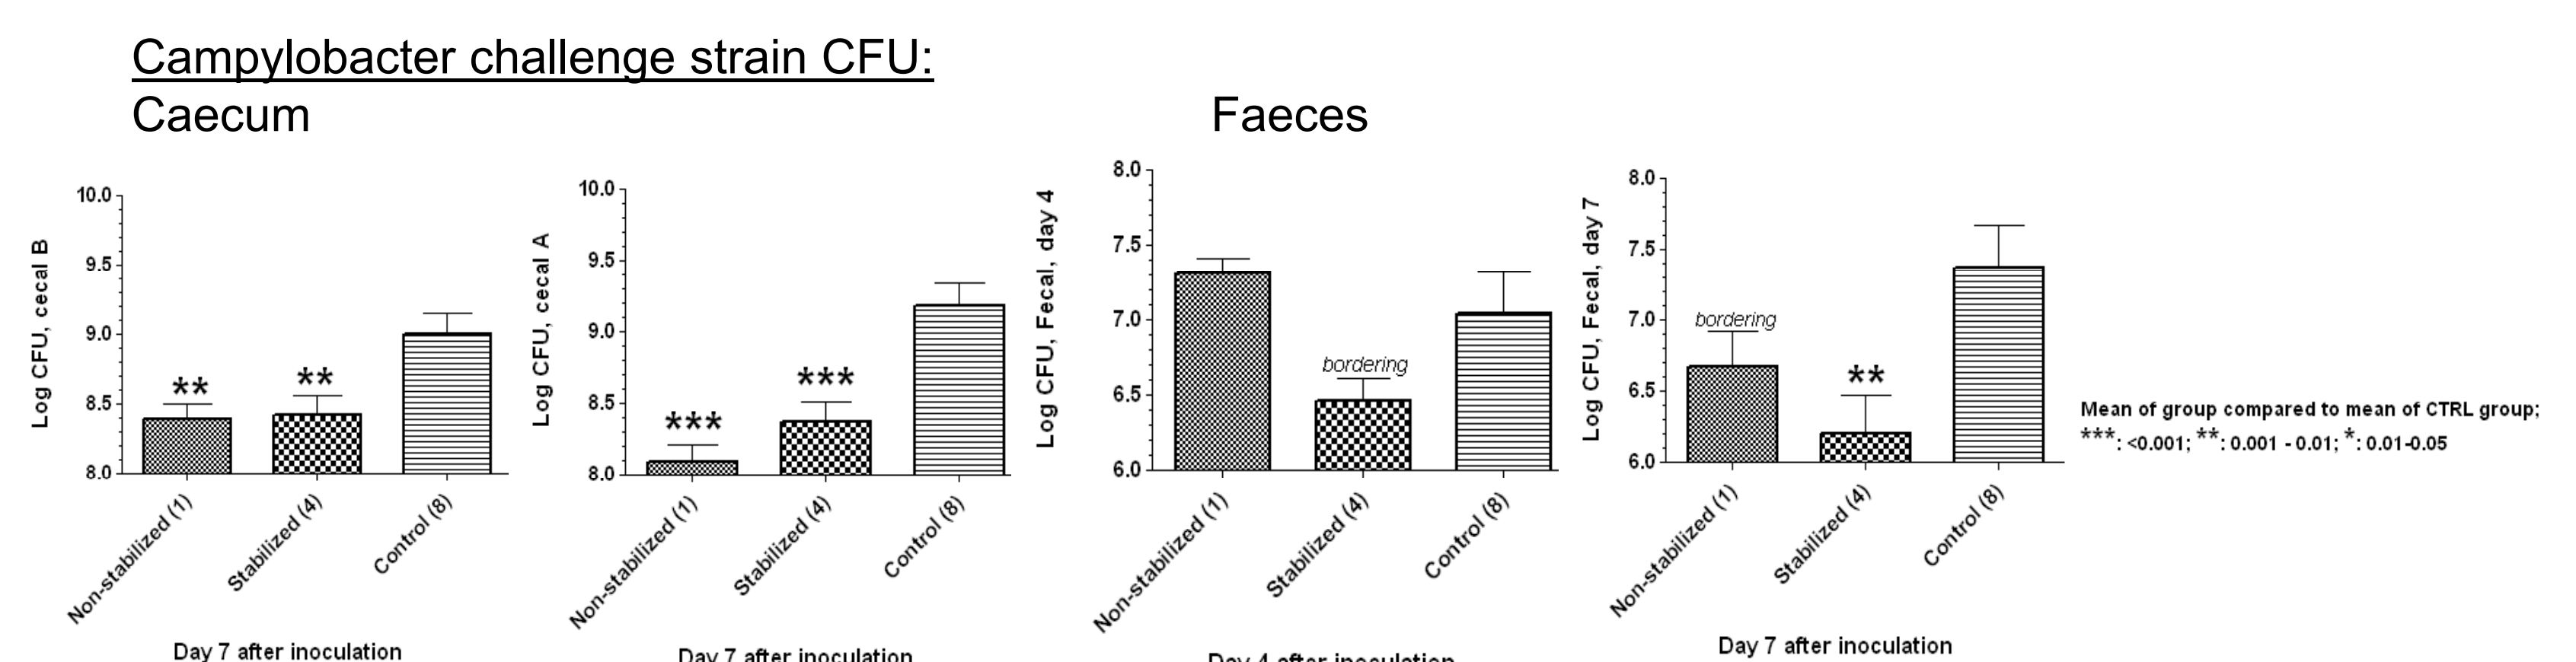 Campylobacter challenge strain CFU:
Caecum
Faeces
Log CFU, cecal B
10.0
9.5
9.0
8.5
8.0
**
**
Non-stabilized (1)
Stabilized (4)
Control (8)
Day 7 after inoculation
Log CFU, cecal A
10.0
9.5
9.0
8.5
8.0
***
***
Non-stabilized (1)
Stabilized (4)
Control (8)
Day 7 after inoculation
Log CFU, Fecal, day 4
8.0
7.5
7.0
6.5
6.0
bordering
Non-stabilized (1)
Stabilized (4)
Control (8)
Day 4 after inoculation
Log CFU, Fecal, day 7
8.0
7.5
7.0
6.5
6.0
bordering
**
Non-stabilized (1)
Stabilized (4)
Control (8)
Day 7 after inoculation
Mean of group compared to mean of CTRL group;
***: <0.001; **: 0.001 - 0.01; *: 0.01-0.05